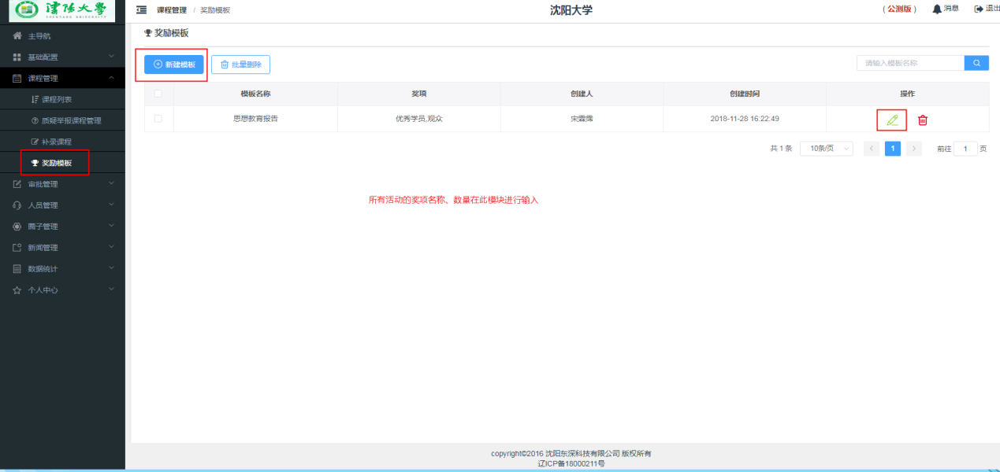 沈阳大学
SHENYANG UNIVERSITY
课程管理 / 奖励模板
沈阳大学
(公测版) 消息 退出
主导航
基础配置
课程管理
课程列表
质疑举报课程管理
补录课程
奖励模板
审批管理
人员管理
圈子管理
新闻管理
数据统计
个人中心
奖励模板
新建模板 批量删除 请输入模板名称
模板名称 奖项 创建人 创建时间 操作
思想教育报告 优秀学员,观众 宋霖霈 2018-11-28 16:22:49
共 1 条 10条/页 < 1 > 前往 1 页
所有活动的奖项名称、数量在此模块进行输入
copyright©2016 沈阳东深科技有限公司 版权所有
辽ICP备18000211号